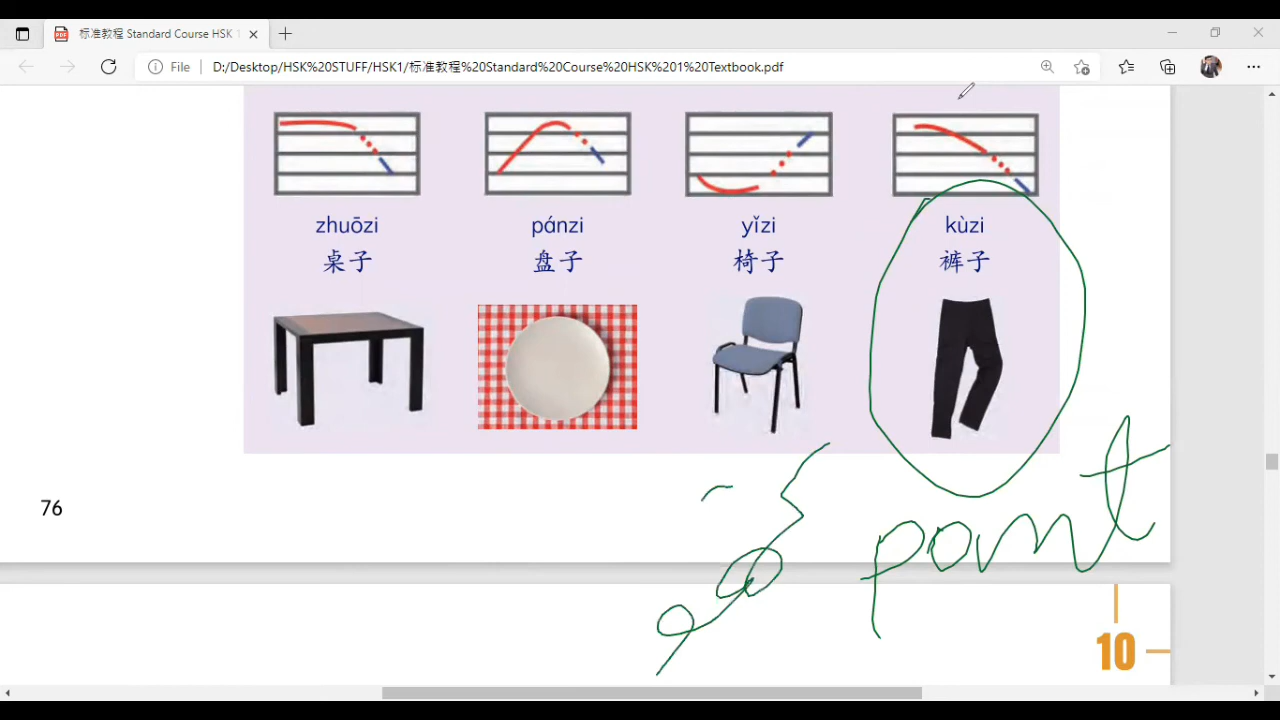 标准教程 Standard Course HSK 1
File D:/Desktop/HSK%20STUFF/HSK1/标准教程%20Standard%20Course%20HSK%201%20Textbook.pdf
zhuōzi pánzi yǐzi kùzi
桌子 盘子 椅子 裤子
76
10